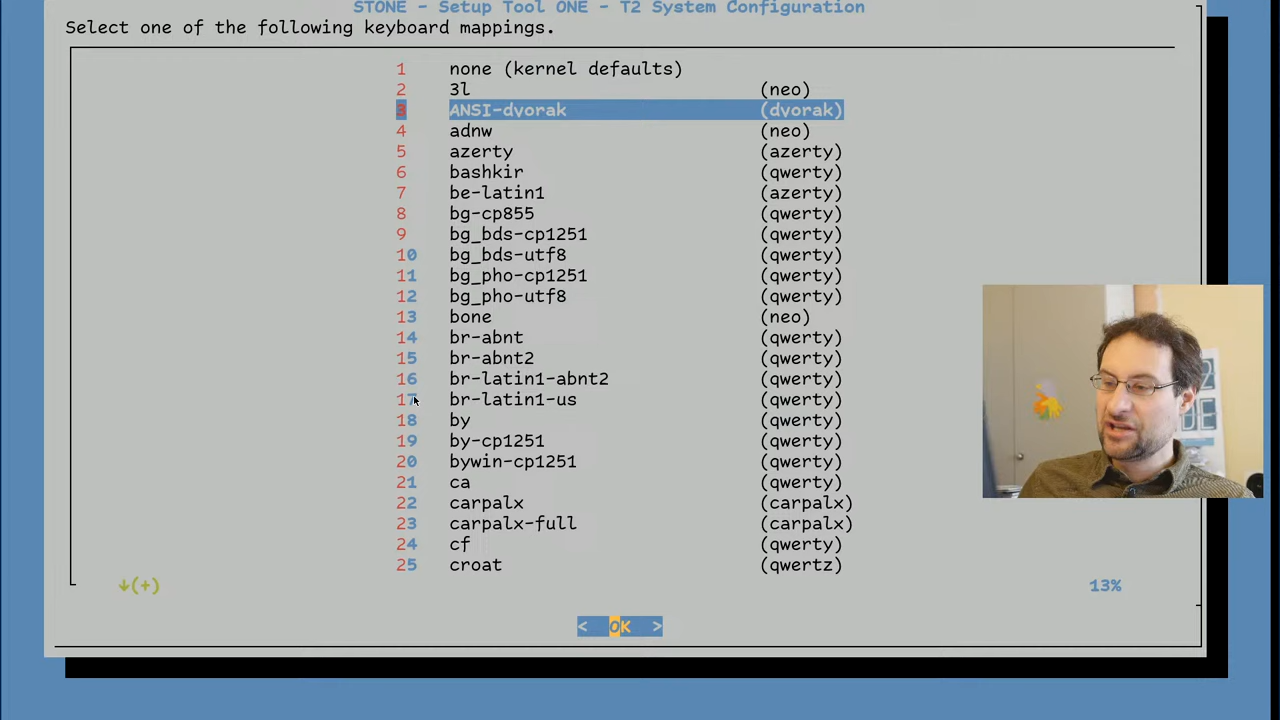 STONE - Setup Tool ONE - T2 System Configuration
Select one of the following keyboard mappings.
1 none (kernel defaults)
2 3l (neo)
3 ANSI-dvorak (dvorak)
4 adnw (neo)
5 azerty (azerty)
6 bashkir (qwerty)
7 be-latin1 (azerty)
8 bg-cp855 (qwerty)
9 bg_bds-cp1251 (qwerty)
10 bg_bds-utf8 (qwerty)
11 bg_pho-cp1251 (qwerty)
12 bg_pho-utf8 (qwerty)
13 bone (neo)
14 br-abnt (qwerty)
15 br-abnt2 (qwerty)
16 br-latin1-abnt2 (qwerty)
17 br-latin1-us (qwerty)
18 by (qwerty)
19 by-cp1251 (qwerty)
20 bywin-cp1251 (qwerty)
21 ca (qwerty)
22 carpalx (carpalx)
23 carpalx-full (carpalx)
24 cf (qwerty)
25 croat (qwertz)
↓(+) 13%
< OK >